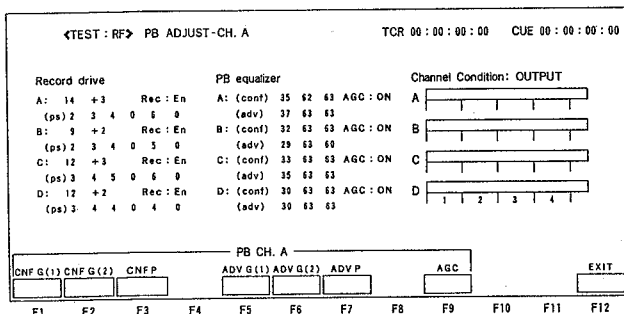 <TEST : RF> PB ADJUST-CH. A TCR 00 : 00 : 00 : 00 CUE 00 : 00 : 00 : 00
Record drive PB equalizer Channel Condition: OUTPUT
A: 14 +3 Rec : En A: (conf) 35 62 63 AGC : ON A
(ps) 2 3 4 0 6 0 (adv) 37 63 63
B: 9 +2 Rec : En B: (conf) 32 63 63 AGC : ON B
(ps) 2 3 4 0 5 0 (adv) 29 63 60
C: 12 +3 Rec : En C: (conf) 33 63 63 AGC : ON C
(ps) 3 4 5 0 6 0 (adv) 35 63 63
D: 12 +2 Rec : En D: (conf) 30 63 63 AGC : ON D
(ps) 3 4 4 0 4 0 (adv) 30 63 63 1 2 3 4
PB CH. A
CNF G(1) CNF G(2) CNF P ADV G(1) ADV G(2) ADV P AGC EXIT
F1 F2 F3 F4 F5 F6 F7 F8 F9 F10 F11 F12